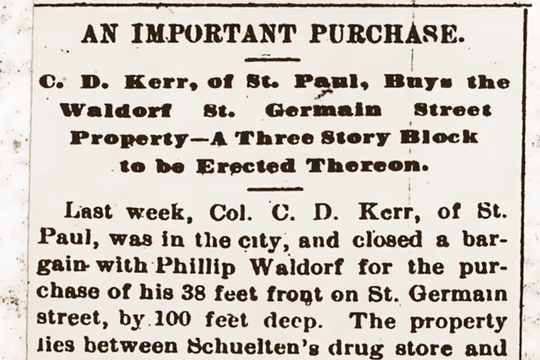 AN IMPORTANT PURCHASE.
C. D. Kerr, of St. Paul, Buys the
Waldorf St. Germain Street
Property—A Three Story Block
to be Erected Thereon.
Last week, Col. C. D. Kerr, of St.
Paul, was in the city, and closed a bar-
gain with Phillip Waldorf for the pur-
chase of his 38 feet front on St. Germain
street, by 100 feet deep. The property
lies between Schuelten's drug store and